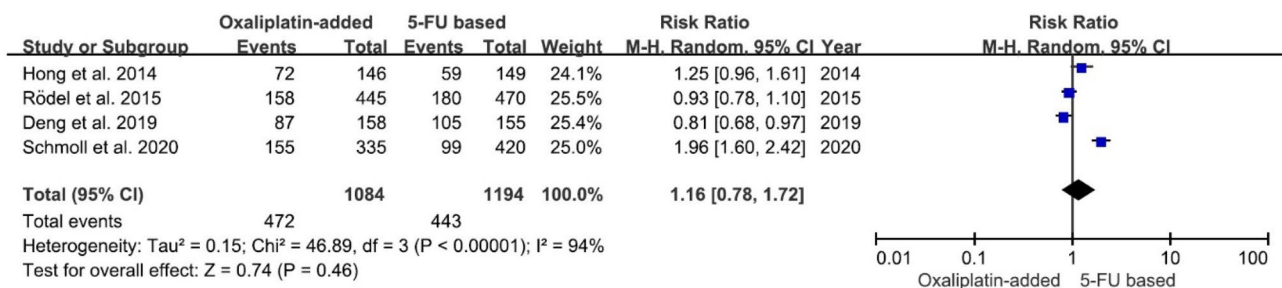 Oxaliplatin-added 5-FU based Risk Ratio Risk Ratio
Study or Subgroup Events Total Events Total Weight M-H. Random. 95% CI Year M-H. Random. 95% CI
Hong et al. 2014 72 146 59 149 24.1% 1.25 [0.96, 1.61] 2014
Rödel et al. 2015 158 445 180 470 25.5% 0.93 [0.78, 1.10] 2015
Deng et al. 2019 87 158 105 155 25.4% 0.81 [0.68, 0.97] 2019
Schmoll et al. 2020 155 335 99 420 25.0% 1.96 [1.60, 2.42] 2020
Total (95% CI) 1084 1194 100.0% 1.16 [0.78, 1.72]
Total events 472 443
Heterogeneity: Tau² = 0.15; Chi² = 46.89, df = 3 (P < 0.00001); I² = 94%
Test for overall effect: Z = 0.74 (P = 0.46)
0.01 0.1 1 10 100
Oxaliplatin-added 5-FU based